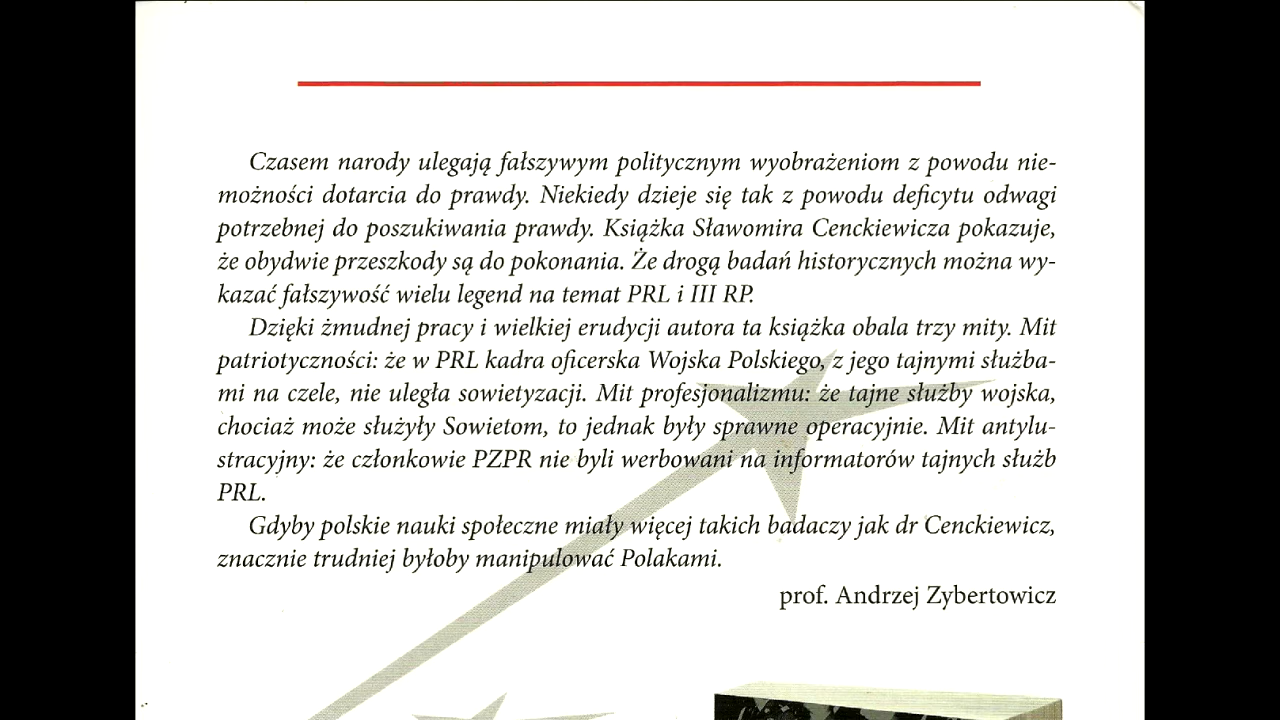 Czasem narody ulegają fałszywym politycznym wyobrażeniom z powodu nie-
możności dotarcia do prawdy. Niekiedy dzieje się tak z powodu deficytu odwagi
potrzebnej do poszukiwania prawdy. Książka Sławomira Cenckiewicza pokazuje,
że obydwie przeszkody są do pokonania. Że drogą badań historycznych można wy-
kazać fałszywość wielu legend na temat PRL i III RP.
Dzięki żmudnej pracy i wielkiej erudycji autora ta książka obala trzy mity. Mit
patriotyczności: że w PRL kadra oficerska Wojska Polskiego, z jego tajnymi służba-
mi na czele, nie uległa sowietyzacji. Mit profesjonalizmu: że tajne służby wojska,
chociaż może służyły Sowietom, to jednak były sprawne operacyjnie. Mit antylu-
stracyjny: że członkowie PZPR nie byli werbowani na informatorów tajnych służb
PRL.
Gdyby polskie nauki społeczne miały więcej takich badaczy jak dr Cenckiewicz,
znacznie trudniej byłoby manipulować Polakami.
prof. Andrzej Zybertowicz